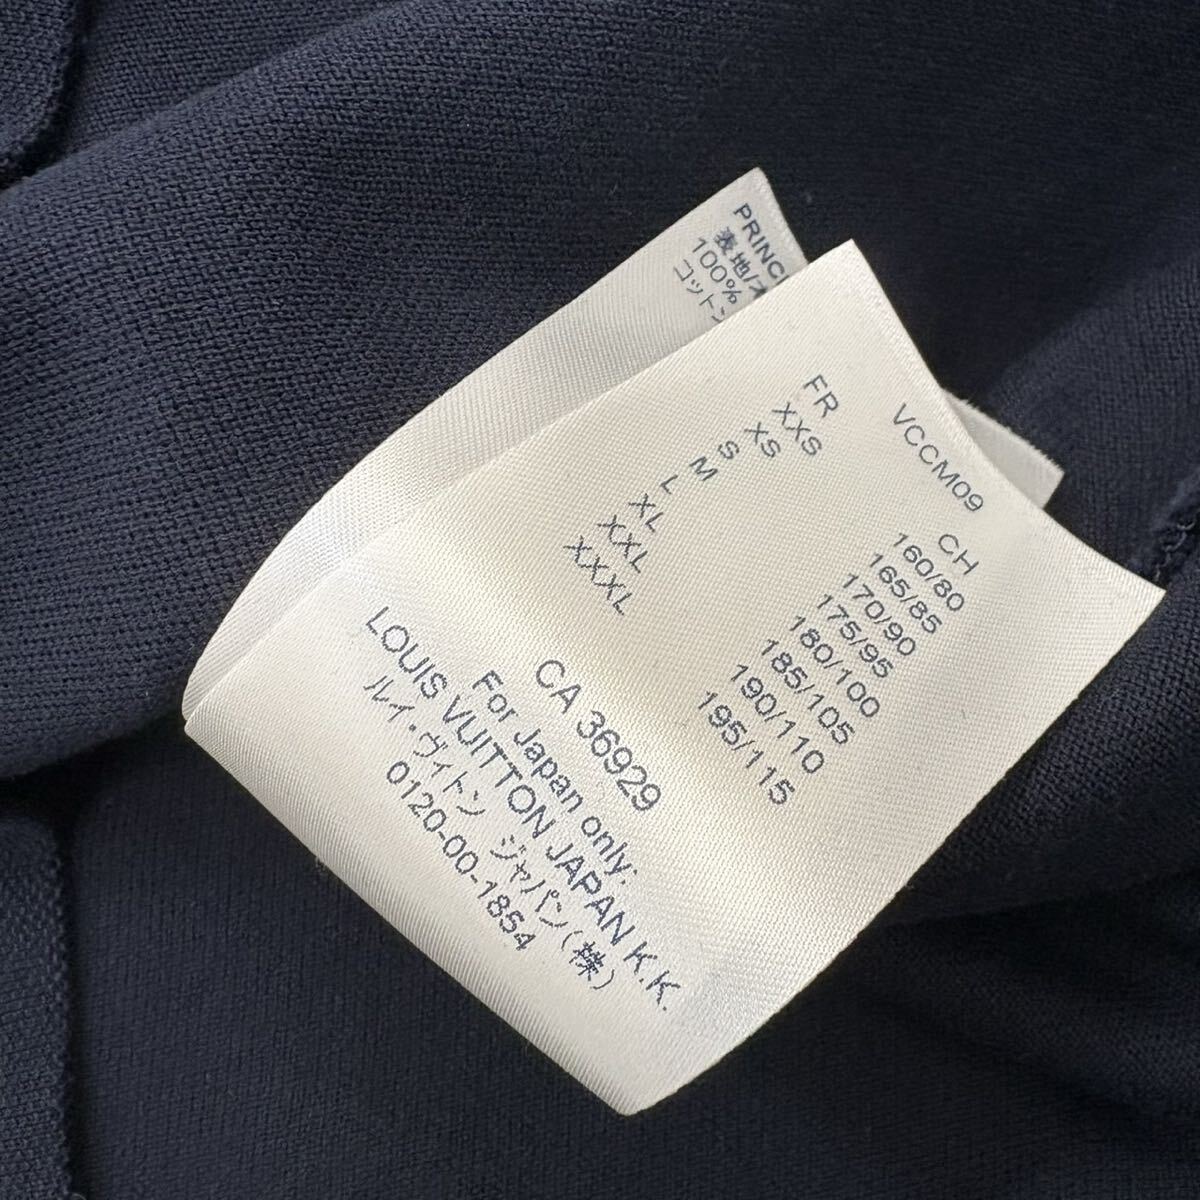 PRINC
表地/
100%
コットン
VCCM09
FR CH
XXS 160/80
XS 165/85
S 170/90
M 175/95
L 180/100
XL 185/105
XXL 190/110
XXXL 195/115
CA 36929
For Japan only:
LOUIS VUITTON JAPAN K.K.
ルイ・ヴィトン ジャパン(株)
0120-00-1854